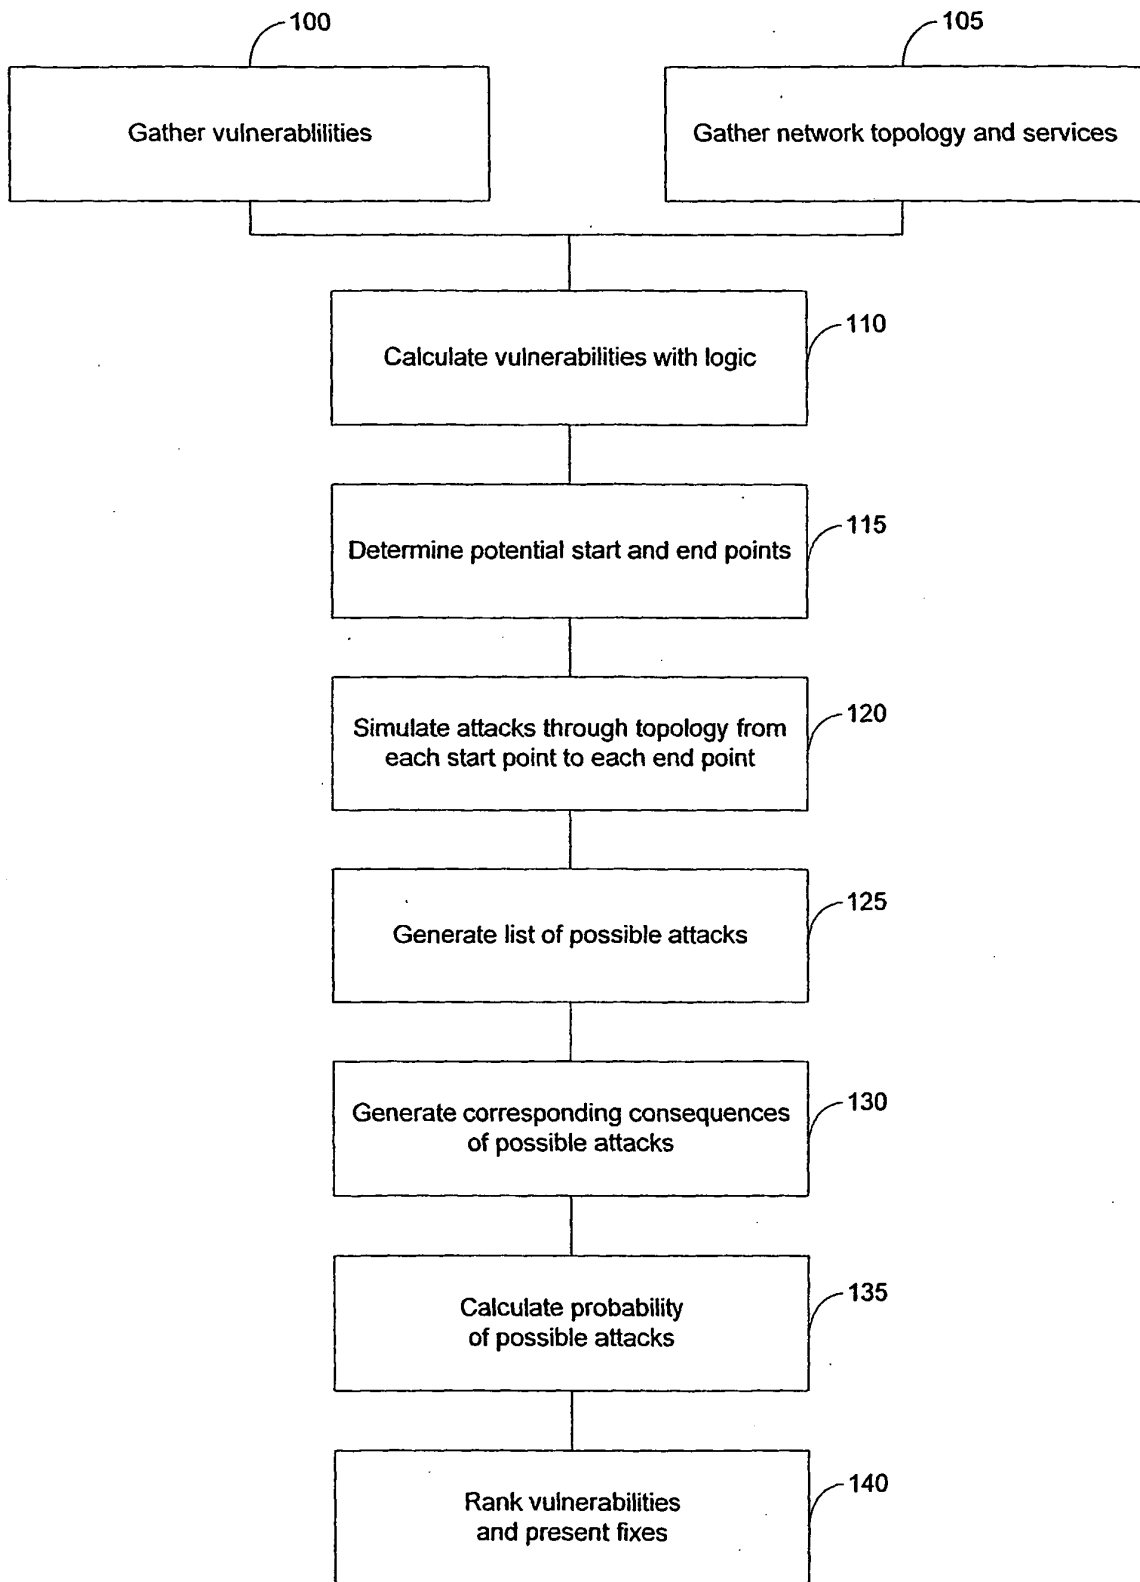 100
105
Gather vulnerablilities
Gather network topology and services
110
Calculate vulnerabilities with logic
115
Determine potential start and end points
120
Simulate attacks through topology from
each start point to each end point
125
Generate list of possible attacks
130
Generate corresponding consequences
of possible attacks
135
Calculate probability
of possible attacks
140
Rank vulnerabilities
and present fixes